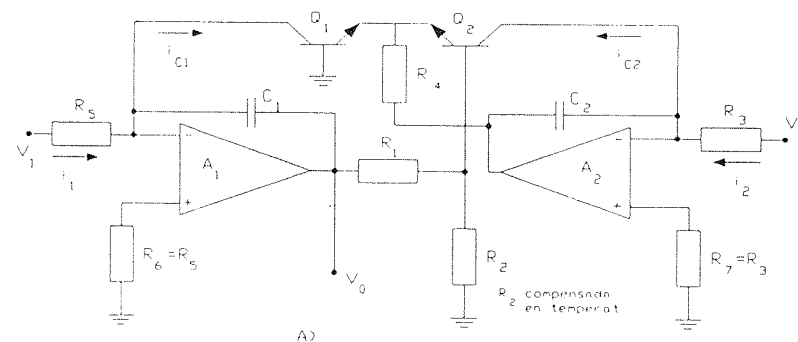 Q1 Q2
iC1 iC2
R4
C1 C2
R5 R3
V1 V
i1 i2
A1 A2
R1
- -
+ +
R6=R5 R7=R3
R2
V0
R2 compensada
en temperat
A)